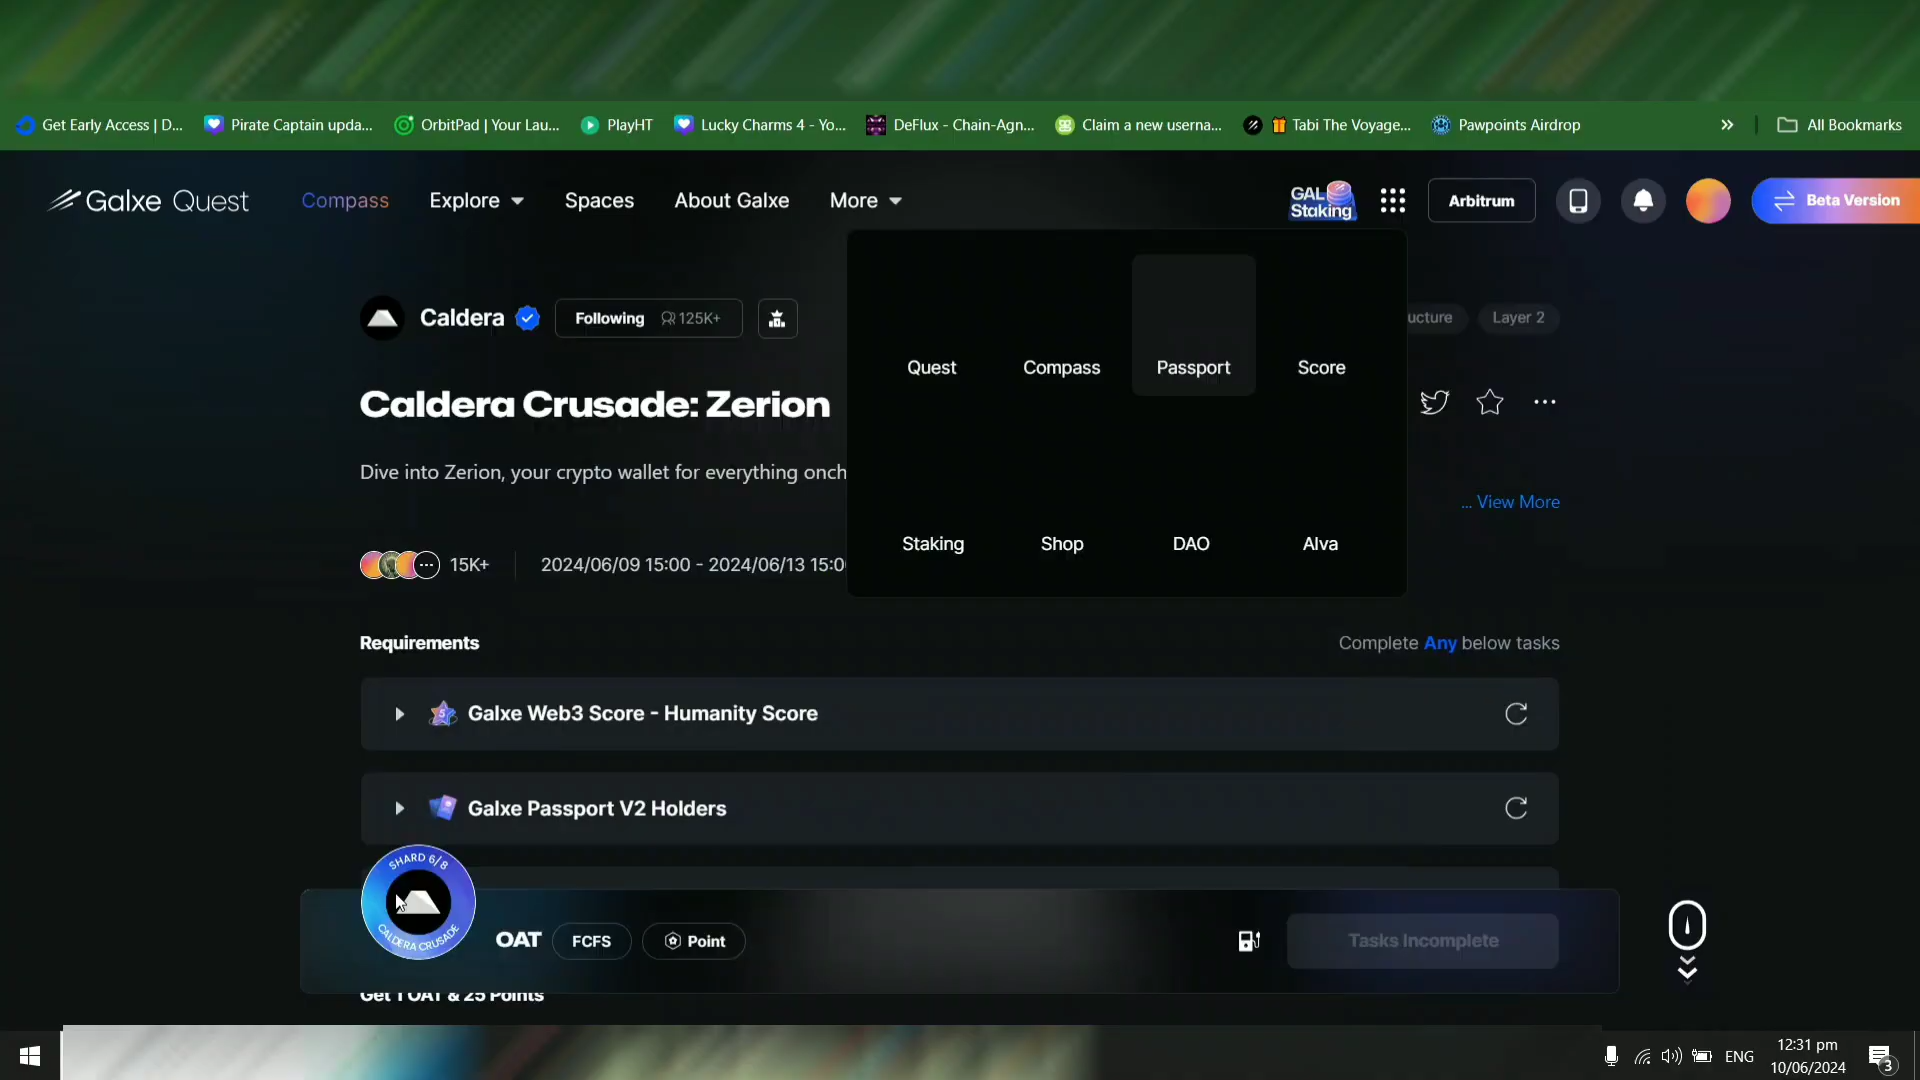 Get Early Access | D...
Pirate Captain upda...
OrbitPad | Your Lau...
PlayHT
Lucky Charms 4 - Yo...
DeFlux - Chain-Agn...
Claim a new userna...
Tabi The Voyage...
Pawpoints Airdrop
All Bookmarks
Galxe Quest
Compass
Explore
Spaces
About Galxe
More
GAL Staking
Arbitrum
Beta Version
Caldera
Following 125K+
ucture
Layer 2
Quest
Compass
Passport
Score
Staking
Shop
DAO
Alva
Caldera Crusade: Zerion
Dive into Zerion, your crypto wallet for everything onch
... View More
15K+
2024/06/09 15:00 - 2024/06/13 15:0
Requirements
Complete Any below tasks
Galxe Web3 Score - Humanity Score
Galxe Passport V2 Holders
SHARD 6/8
CALDERA CRUSADE
OAT
FCFS
Point
Tasks Incomplete
Get 1 OAT & 25 Points
ENG
12:31 pm
10/06/2024
3